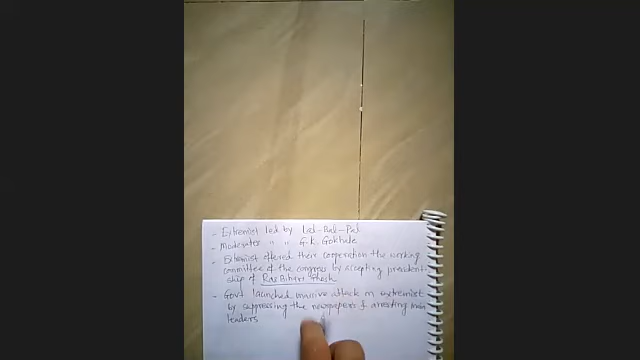 - Extremist led by Lal-Bal-Pal
- Moderates " " G.K. Gokhale
- Extremist offered their cooperation the working
committee of the congress by accepting president-
ship of Ras Bihari Ghosh
- Govt launched massive attack on extremist
by suppressing the newspapers & arresting main
leaders